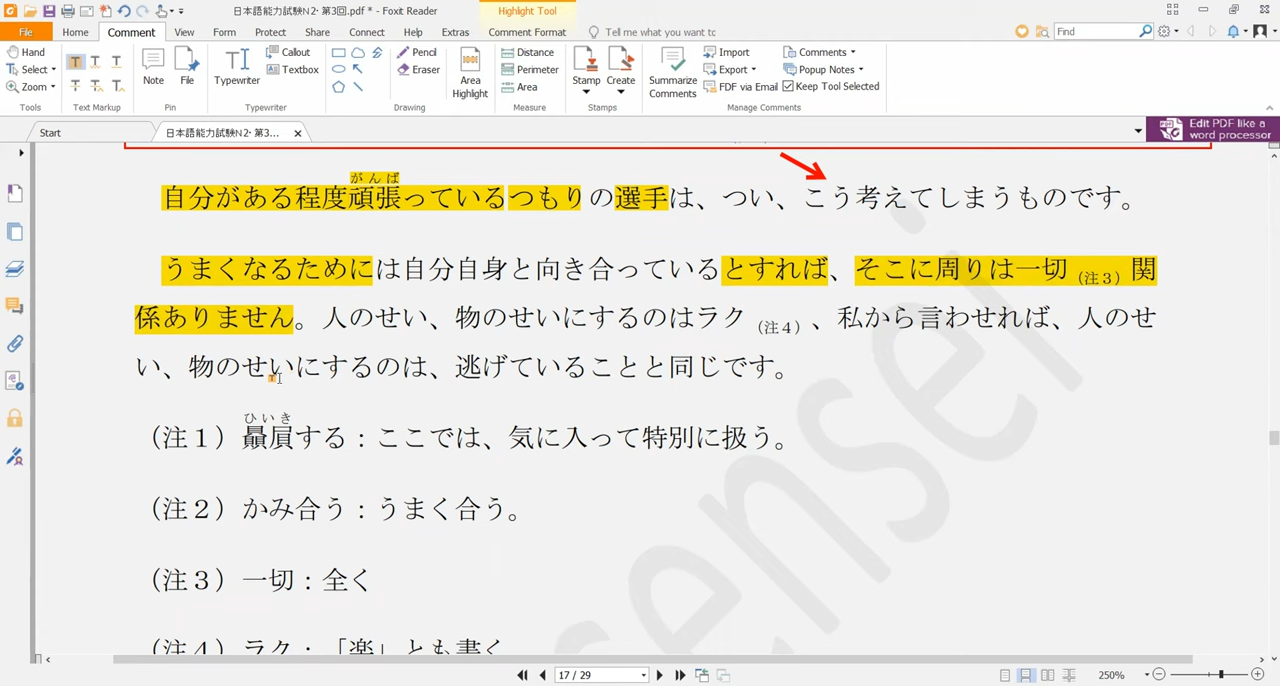 日本語能力試験N２･ 第３回.pdf * - Foxit Reader
Highlight Tool
File Home Comment View Form Protect Share Connect Help Extras Comment Format Tell me what you want tc Find
Hand
Select
Zoom
Tools
Text Markup
Note
File
Pin
Typewriter
Callout
Textbox
Typewriter
Pencil
Eraser
Drawing
Area Highlight
Distance
Perimeter
Area
Measure
Stamp
Create
Stamps
Summarize Comments
Import
Export
FDF via Email
Comments
Popup Notes
Keep Tool Selected
Manage Comments
Start
日本語能力試験N２･ 第３...
Edit PDF like a
word processor
がんば
自分がある程度頑張っているつもりの選手は、つい、こう考えてしまうものです。
うまくなるためには自分自身と向き合っているとすれば、そこに周りは一切（注３）関
係ありません。人のせい、物のせいにするのはラク（注４）、私から言わせれば、人のせ
い、物のせいにするのは、逃げていることと同じです。
ひいき
（注１）贔屓する：ここでは、気に入って特別に扱う。
（注２）かみ合う：うまく合う。
（注３）一切：全く
（注４）ラク：「楽」とも書く
sensei
17 / 29
250%